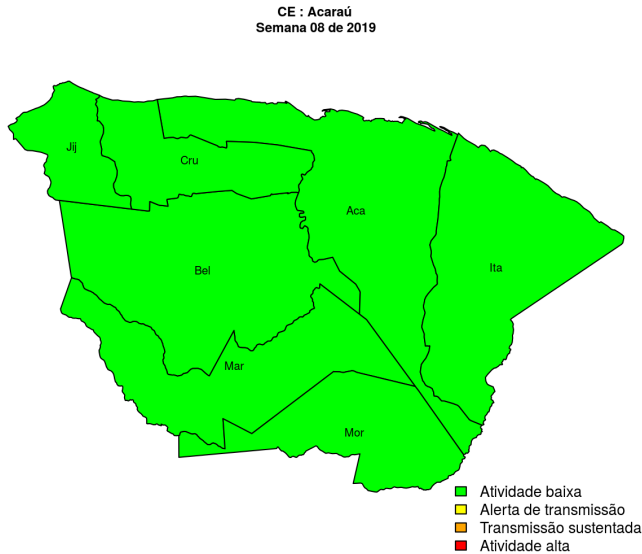 CE : Acaraú
Semana 08 de 2019
Jij
Cru
Aca
Bel
Ita
Mar
Mor
Atividade baixa
Alerta de transmissão
Transmissão sustentada
Atividade alta